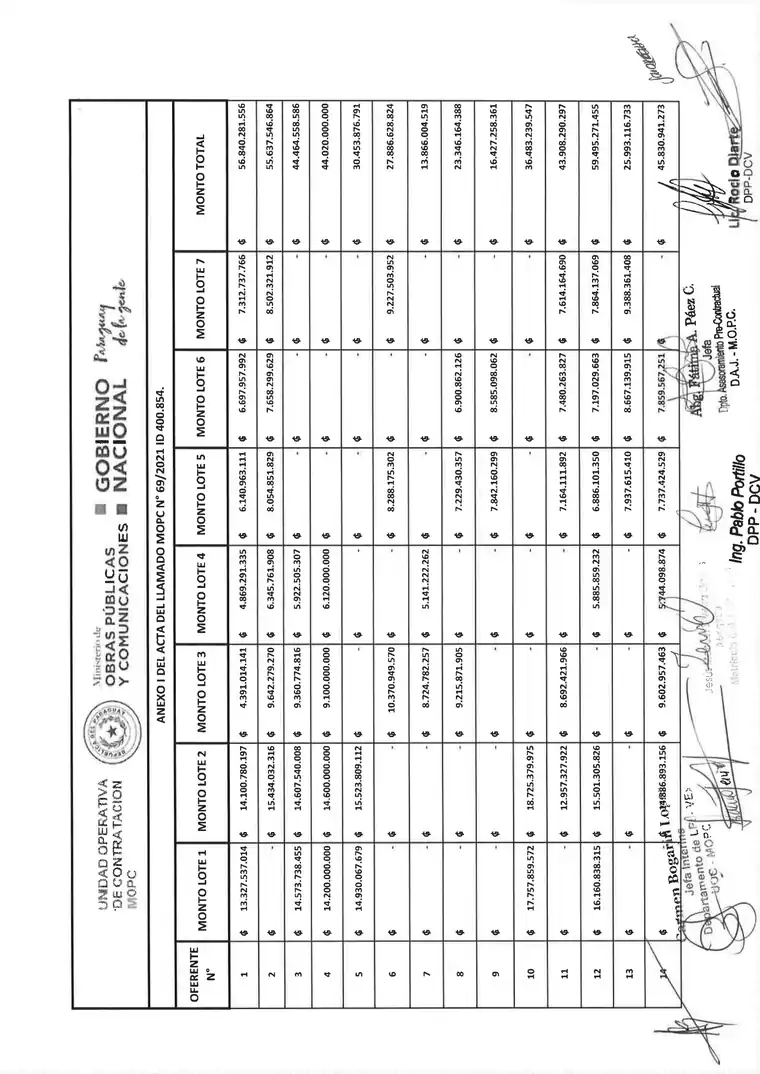 UNIDAD OPERATIVA
DE CONTRATACION
MOPC
Ministerio de
OBRAS PÚBLICAS
Y COMUNICACIONES
GOBIERNO
NACIONAL
Paraguay
de la gente
REPUBLICA DEL PARAGUAY
ANEXO I DEL ACTA DEL LLAMADO MOPC N° 69/2021 ID 400.854.
OFERENTE N° MONTO LOTE 1 MONTO LOTE 2 MONTO LOTE 3 MONTO LOTE 4 MONTO LOTE 5 MONTO LOTE 6 MONTO LOTE 7 MONTO TOTAL
1 ₲ 13.327.537.014 ₲ 14.100.780.197 ₲ 4.391.014.141 ₲ 4.869.291.335 ₲ 6.140.963.111 ₲ 6.697.957.992 ₲ 7.312.737.766 ₲ 56.840.281.556
2 ₲ - ₲ 15.434.032.316 ₲ 9.642.279.270 ₲ 6.345.761.908 ₲ 8.054.851.829 ₲ 7.658.299.629 ₲ 8.502.321.912 ₲ 55.637.546.864
3 ₲ 14.573.738.455 ₲ 14.607.540.008 ₲ 9.360.774.816 ₲ 5.922.505.307 ₲ - ₲ - ₲ - ₲ 44.464.558.586
4 ₲ 14.200.000.000 ₲ 14.600.000.000 ₲ 9.100.000.000 ₲ 6.120.000.000 ₲ - ₲ - ₲ - ₲ 44.020.000.000
5 ₲ 14.930.067.679 ₲ 15.523.809.112 ₲ - ₲ - ₲ - ₲ - ₲ - ₲ 30.453.876.791
6 ₲ - ₲ - ₲ 10.370.949.570 ₲ - ₲ 8.288.175.302 ₲ - ₲ 9.227.503.952 ₲ 27.886.628.824
7 ₲ - ₲ - ₲ 8.724.782.257 ₲ 5.141.222.262 ₲ - ₲ - ₲ - ₲ 13.866.004.519
8 ₲ - ₲ - ₲ 9.215.871.905 ₲ - ₲ 7.229.430.357 ₲ 6.900.862.126 ₲ - ₲ 23.346.164.388
9 ₲ - ₲ - ₲ - ₲ - ₲ 7.842.160.299 ₲ 8.585.098.062 ₲ - ₲ 16.427.258.361
10 ₲ 17.757.859.572 ₲ 18.725.379.975 ₲ - ₲ - ₲ - ₲ - ₲ - ₲ 36.483.239.547
11 ₲ - ₲ 12.957.327.922 ₲ 8.692.421.966 ₲ - ₲ 7.164.111.892 ₲ 7.480.263.827 ₲ 7.614.164.690 ₲ 43.908.290.297
12 ₲ 16.160.838.315 ₲ 15.501.305.826 ₲ - ₲ 5.885.859.232 ₲ 6.886.101.350 ₲ 7.197.029.663 ₲ 7.864.137.069 ₲ 59.495.271.455
13 ₲ - ₲ - ₲ - ₲ - ₲ 7.937.615.410 ₲ 8.667.139.915 ₲ 9.388.361.408 ₲ 25.993.116.733
14 ₲ ₲ ₲ 9.602.957.463 ₲ 5.744.098.874 ₲ 7.737.424.529 ₲ 7.859.567.251 ₲ - ₲ 45.830.941.273
Carmen Bogarín
Jefa Interina
Departamento de
UOC - MOPC
Ing. Pablo Portillo
DPP - DCV
Abg. Fátima A. Páez C.
Jefa
Dpto. Asesoramiento Pre-Contractual
D.A.J. - M.O.P.C.
Lic. Rocio Diarte
DPP-DCV